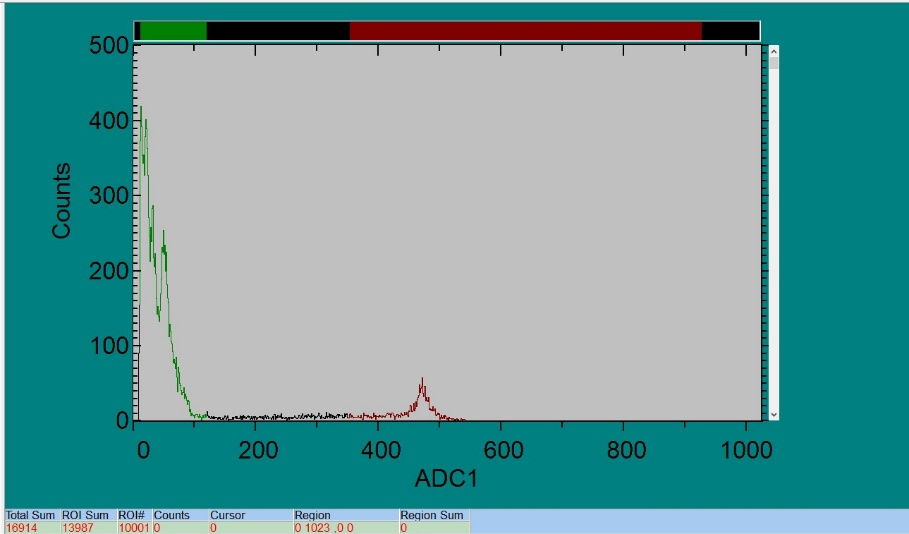 500
400
300
200
100
0
Counts
0 200 400 600 800 1000
ADC1
Total Sum ROI Sum ROI# Counts Cursor Region Region Sum
16914 13987 10001 0 0 0 1023 ,0 0 0